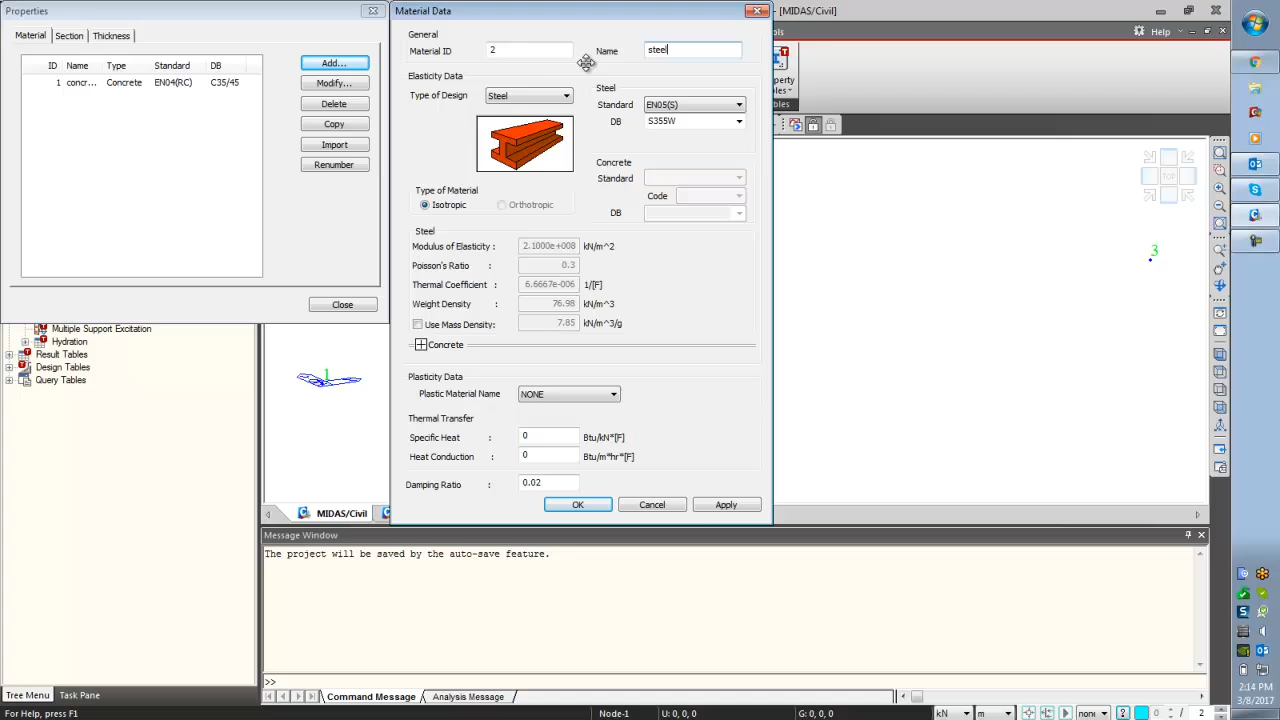 Properties
Material
Section
Thickness
ID Name Type Standard DB
1 concr... Concrete EN04(RC) C35/45
Add...
Modify...
Delete
Copy
Import
Renumber
Close
Multiple Support Excitation
Hydration
Result Tables
Design Tables
Query Tables
Tree Menu
Task Pane
Material Data
General
Material ID 2 Name steel
Elasticity Data
Type of Design Steel
Steel
Standard EN05(S)
DB S355W
Concrete
Standard
Code
DB
Type of Material
Isotropic Orthotropic
Steel
Modulus of Elasticity : 2.1000e+008 kN/m^2
Poisson's Ratio : 0.3
Thermal Coefficient : 6.6667e-006 1/[F]
Weight Density : 76.98 kN/m^3
Use Mass Density: 7.85 kN/m^3/g
Concrete
Plasticity Data
Plastic Material Name NONE
Thermal Transfer
Specific Heat : 0 Btu/kN*[F]
Heat Conduction : 0 Btu/m*hr*[F]
Damping Ratio : 0.02
OK Cancel Apply
- [MIDAS/Civil]
Help
TOP
3
1
MIDAS/Civil
Message Window
The project will be saved by the auto-save feature.
>>
Command Message
Analysis Message
For Help, press F1
Node-1
U: 0, 0, 0
G: 0, 0, 0
kN
m
none
0
/ 2
2:14 PM
3/8/2017